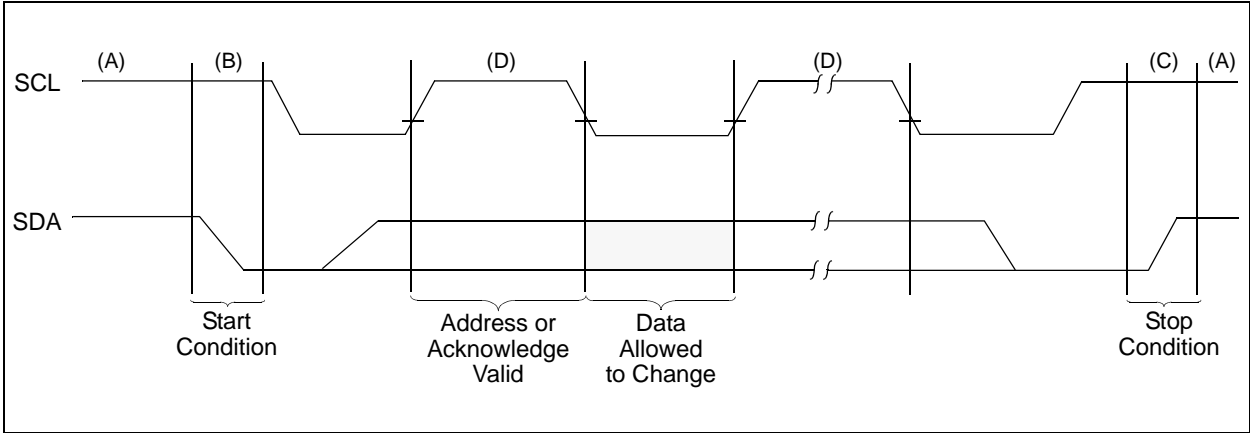 (A) (B) (D) (D) (C) (A)
SCL
SDA
Start
Condition
Address or
Acknowledge
Valid
Data
Allowed
to Change
Stop
Condition